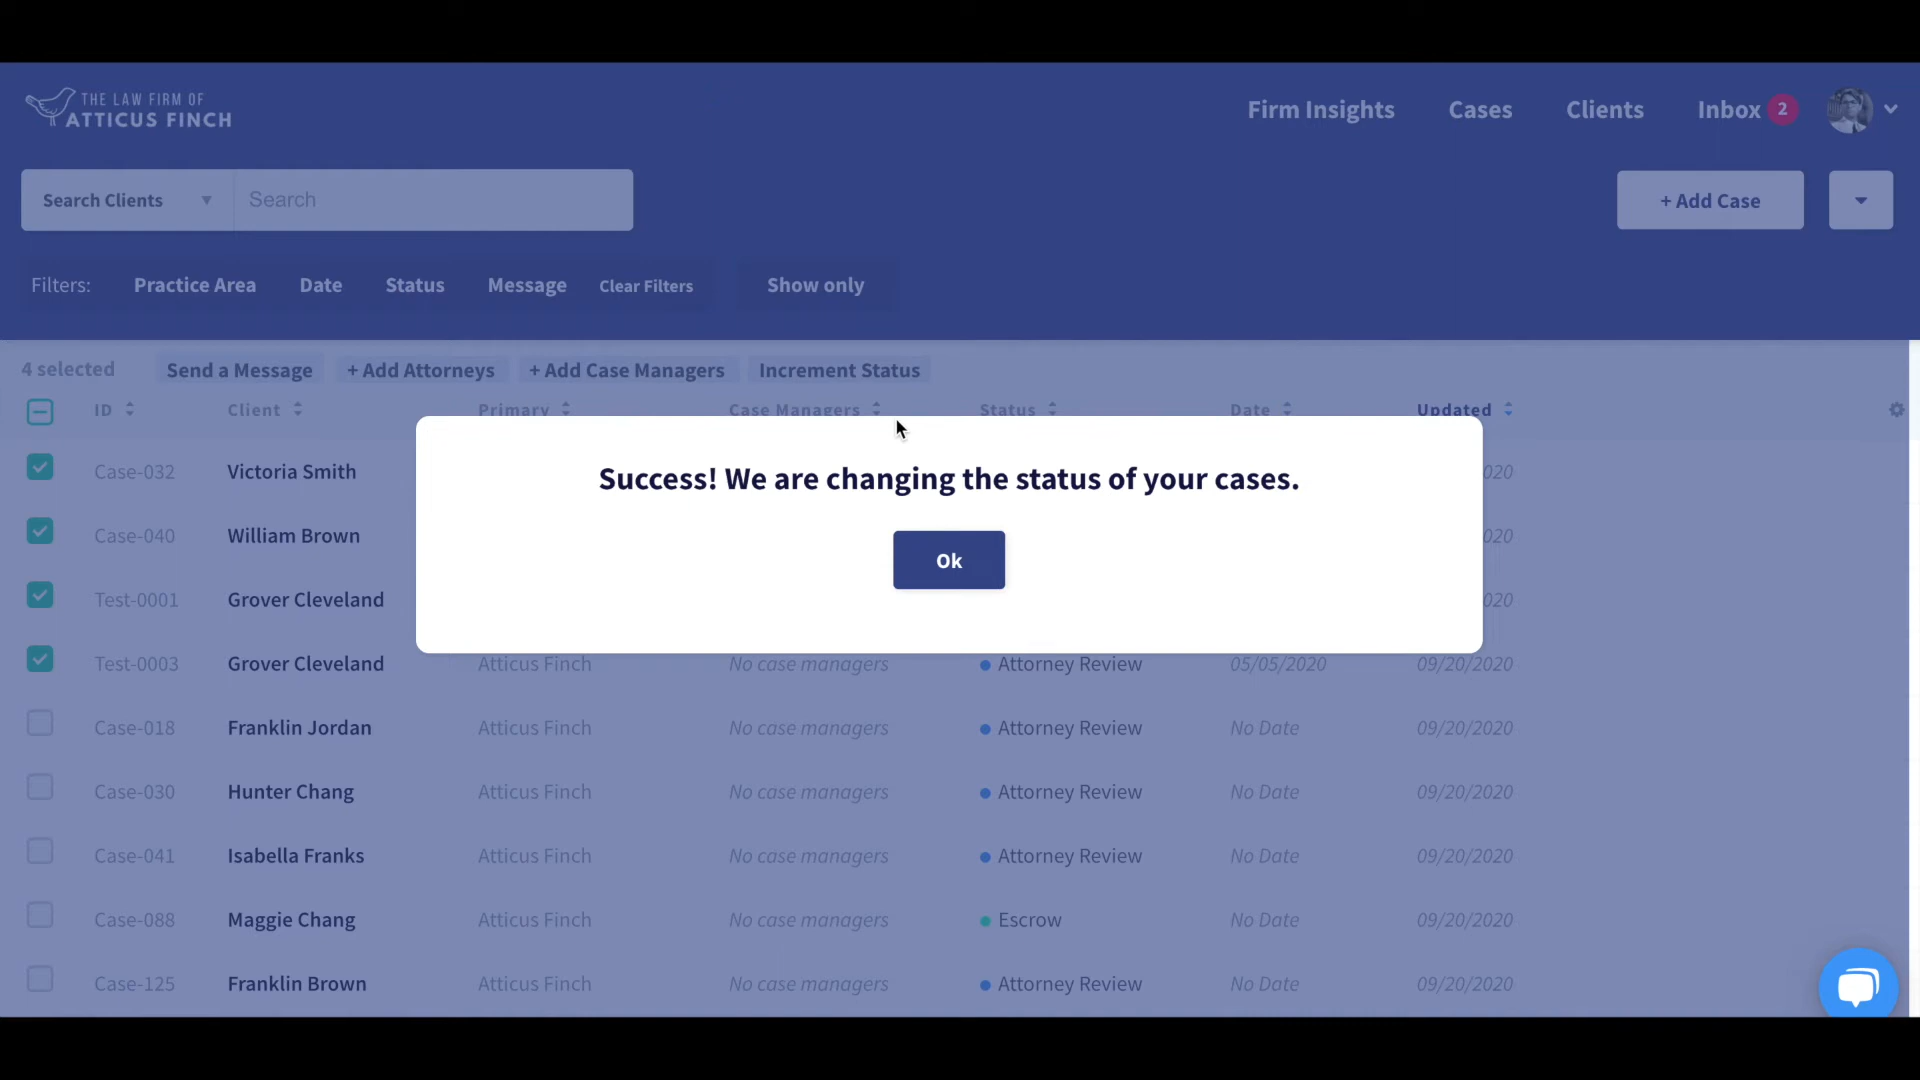 THE LAW FIRM OF
ATTICUS FINCH
Firm Insights Cases Clients Inbox 2
Search Clients ▼ Search
+ Add Case
Filters: Practice Area Date Status Message Clear Filters Show only
4 selected Send a Message + Add Attorneys + Add Case Managers Increment Status
ID Client Primary Case Managers Status Date Updated
Success! We are changing the status of your cases.
Ok
Case-032 Victoria Smith 020
Case-040 William Brown 020
Test-0001 Grover Cleveland 020
Test-0003 Grover Cleveland Atticus Finch No case managers Attorney Review 05/05/2020 09/20/2020
Case-018 Franklin Jordan Atticus Finch No case managers Attorney Review No Date 09/20/2020
Case-030 Hunter Chang Atticus Finch No case managers Attorney Review No Date 09/20/2020
Case-041 Isabella Franks Atticus Finch No case managers Attorney Review No Date 09/20/2020
Case-088 Maggie Chang Atticus Finch No case managers Escrow No Date 09/20/2020
Case-125 Franklin Brown Atticus Finch No case managers Attorney Review No Date 09/20/2020